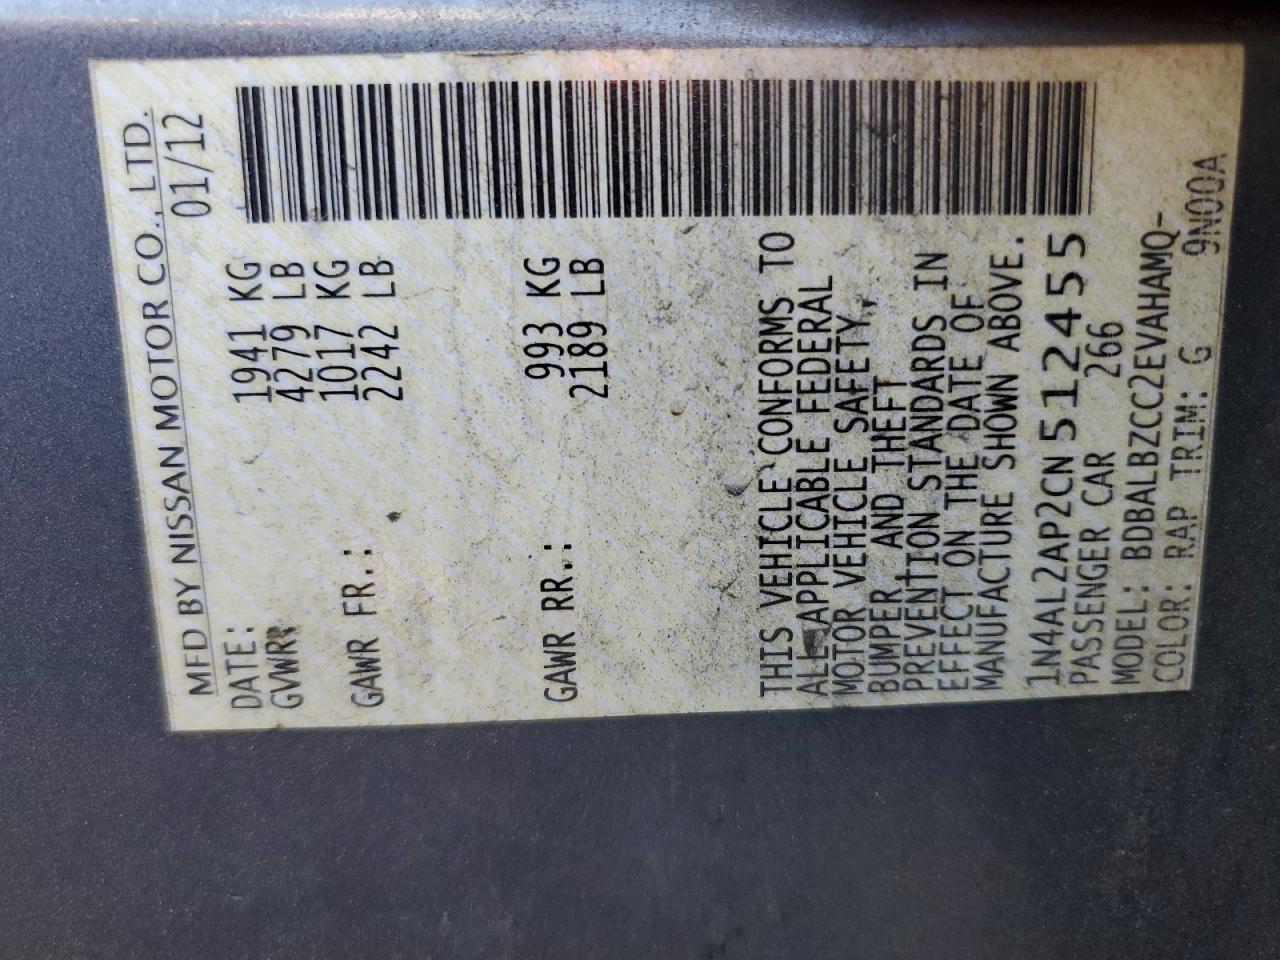 MFD BY NISSAN MOTOR CO., LTD.
DATE: 01/12
GVWR: 1941 KG
4279 LB
GAWR FR.: 1017 KG
2242 LB
GAWR RR.: 993 KG
2189 LB
THIS VEHICLE CONFORMS TO
ALL APPLICABLE FEDERAL
MOTOR VEHICLE SAFETY,
BUMPER AND THEFT
PREVENTION STANDARDS IN
EFFECT ON THE DATE OF
MANUFACTURE SHOWN ABOVE.
1N4AL2AP2CN512455
PASSENGER CAR 266
MODEL: BDBALBZCC2EVAHAMQ-
COLOR: RAP TRIM: G 9N00A